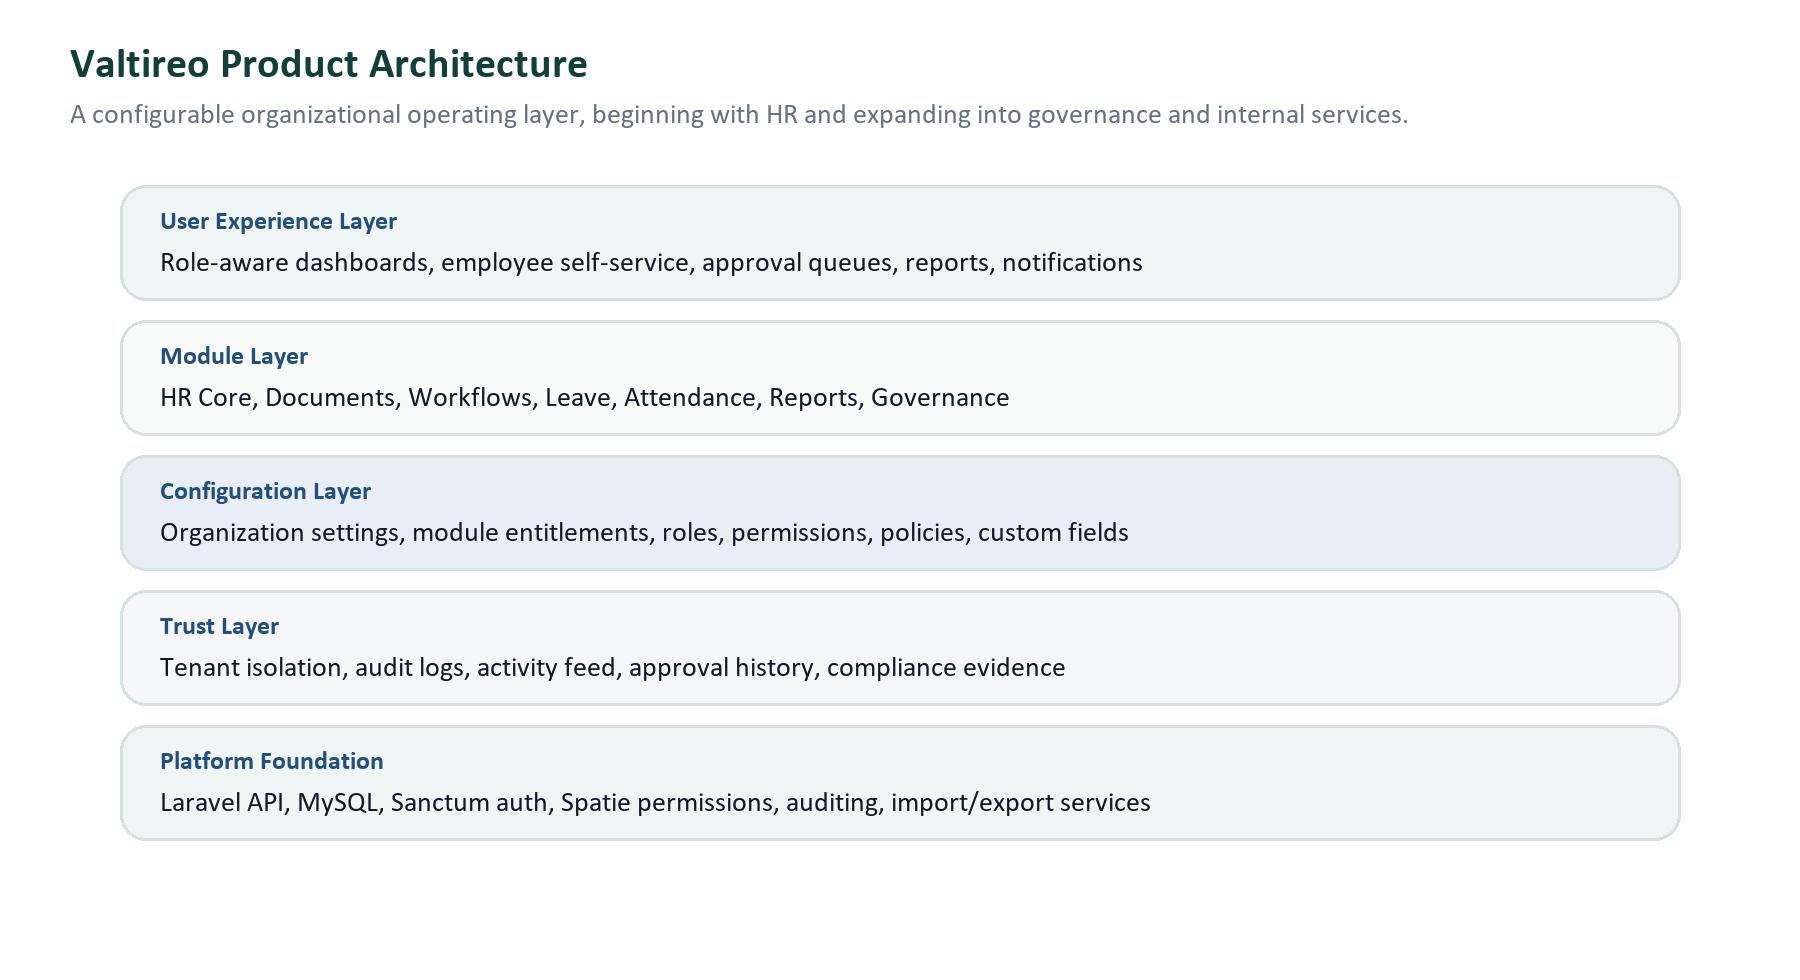 Valtireo Product Architecture
A configurable organizational operating layer, beginning with HR and expanding into governance and internal services.
User Experience Layer
Role-aware dashboards, employee self-service, approval queues, reports, notifications
Module Layer
HR Core, Documents, Workflows, Leave, Attendance, Reports, Governance
Configuration Layer
Organization settings, module entitlements, roles, permissions, policies, custom fields
Trust Layer
Tenant isolation, audit logs, activity feed, approval history, compliance evidence
Platform Foundation
Laravel API, MySQL, Sanctum auth, Spatie permissions, auditing, import/export services